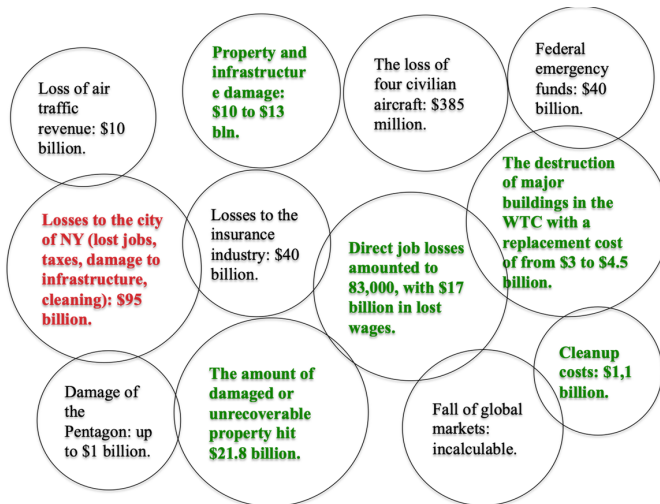 Loss of air
traffic
revenue: $10
billion.
Property and
infrastructur
e damage:
$10 to $13
bln.
The loss of
four civilian
aircraft: $385
million.
Federal
emergency
funds: $40
billion.
Losses to the city
of NY (lost jobs,
taxes, damage to
infrastructure,
cleaning): $95
billion.
Losses to the
insurance
industry: $40
billion.
Direct job losses
amounted to
83,000, with $17
billion in lost
wages.
The destruction
of major
buildings in the
WTC with a
replacement cost
of from $3 to $4.5
billion.
Damage of
the
Pentagon: up
to $1 billion.
The amount of
damaged or
unrecoverable
property hit
$21.8 billion.
Fall of global
markets:
incalculable.
Cleanup
costs: $1,1
billion.